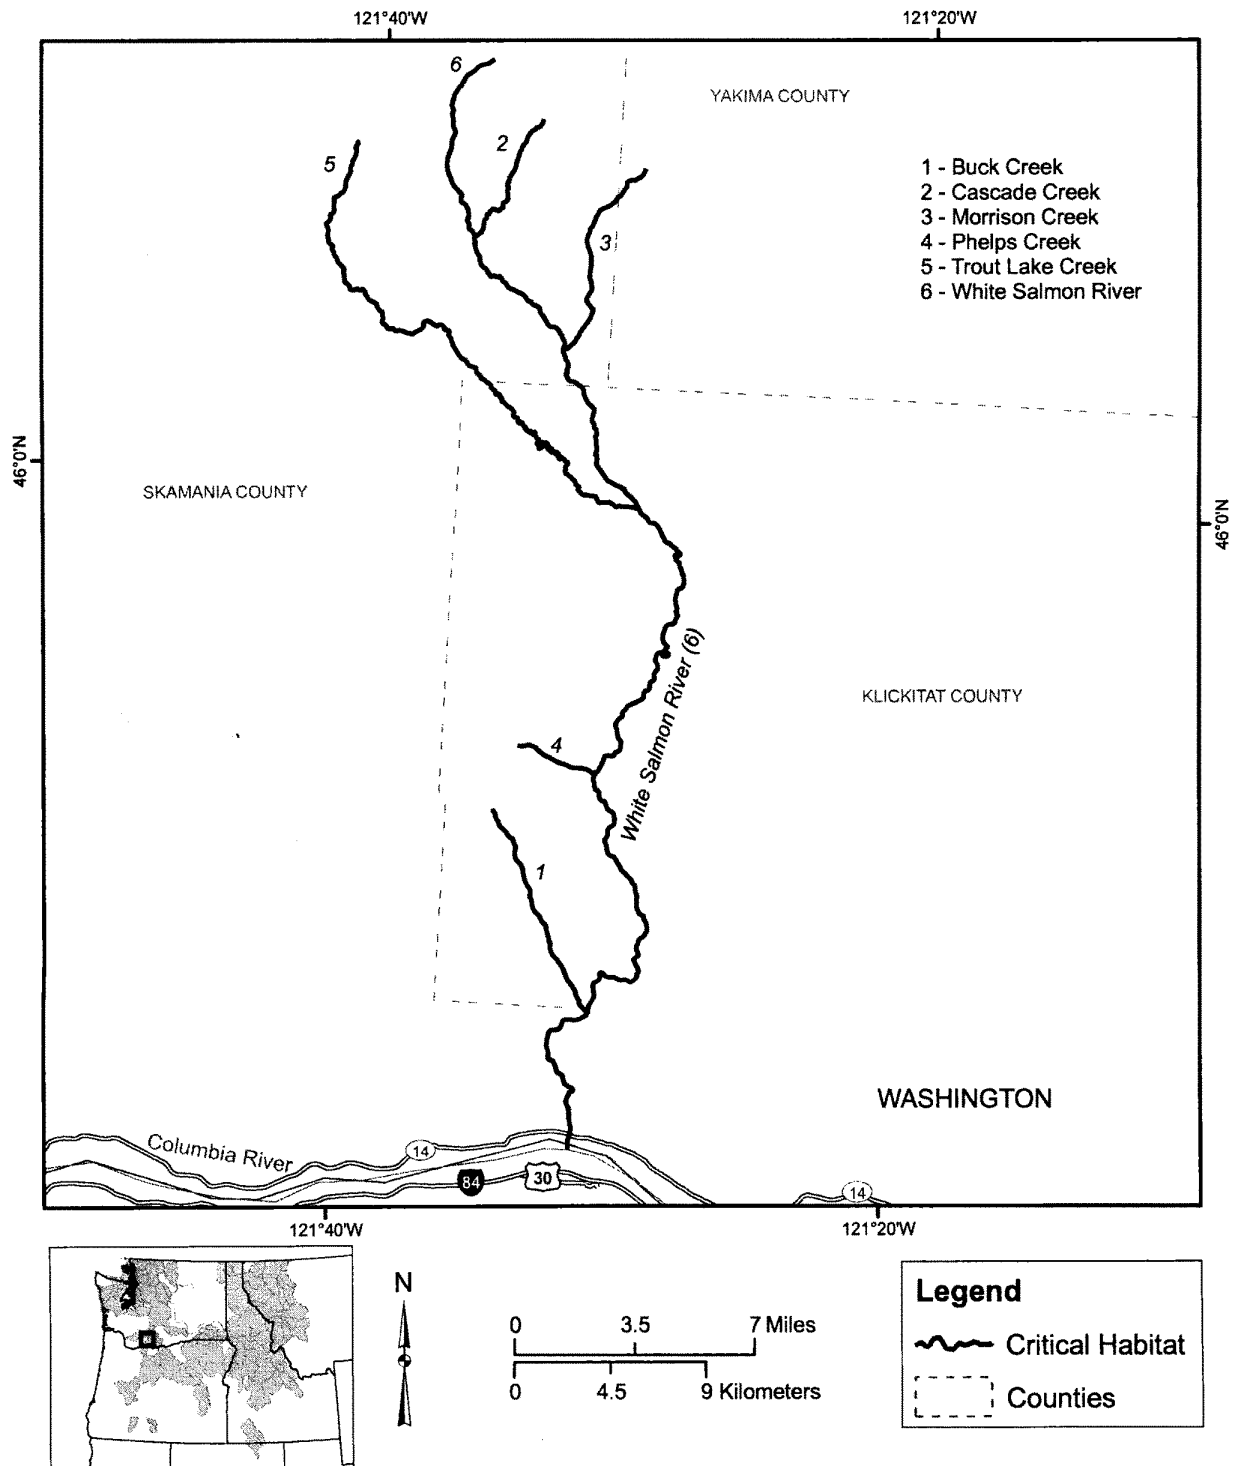 121°40'W
121°20'W
6
YAKIMA COUNTY
2
5
1 - Buck Creek
2 - Cascade Creek
3 - Morrison Creek
4 - Phelps Creek
5 - Trout Lake Creek
6 - White Salmon River
3
46°0'N
SKAMANIA COUNTY
46°0'N
White Salmon River (6)
KLICKITAT COUNTY
4
1
WASHINGTON
Columbia River
14
84
30
14
121°40'W
121°20'W
N
0 3.5 7 Miles
0 4.5 9 Kilometers
Legend
Critical Habitat
Counties